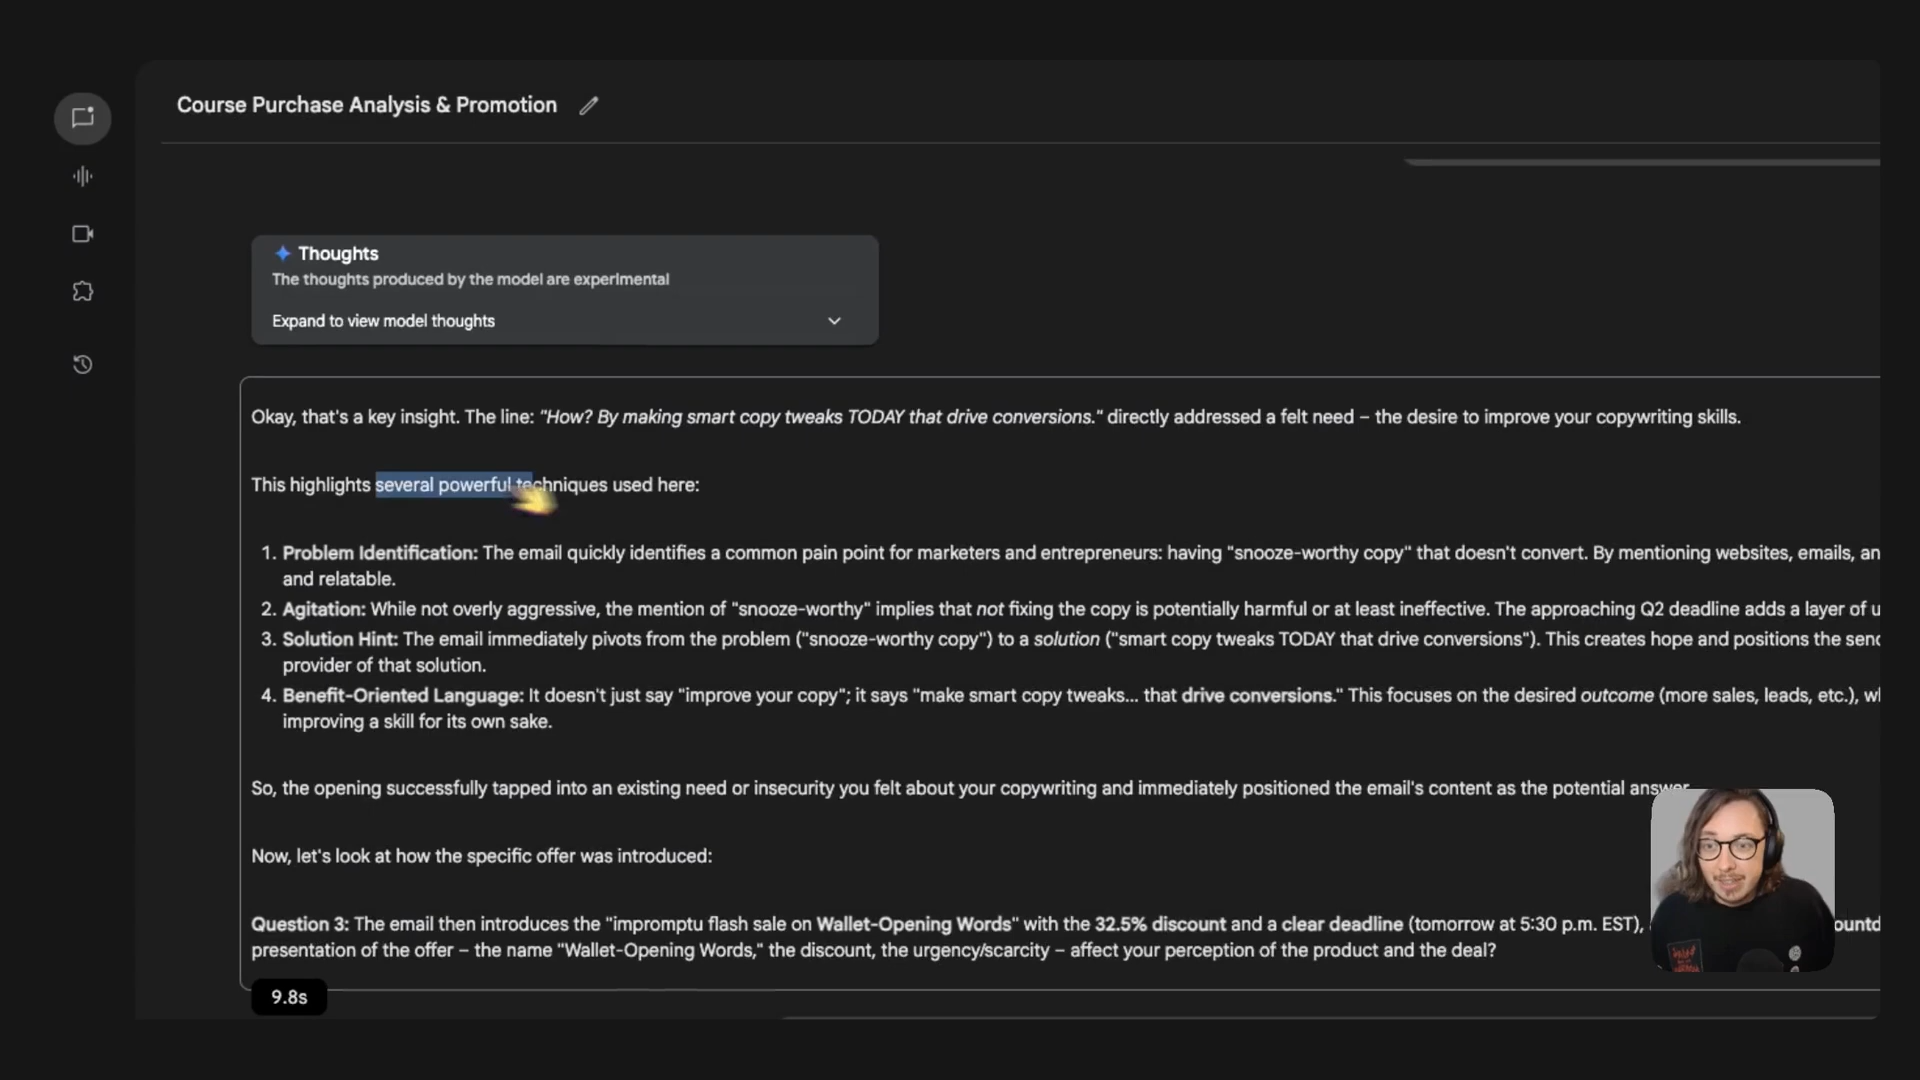 Course Purchase Analysis & Promotion
Thoughts
The thoughts produced by the model are experimental
Expand to view model thoughts
Okay, that's a key insight. The line: "How? By making smart copy tweaks TODAY that drive conversions." directly addressed a felt need – the desire to improve your copywriting skills.
This highlights several powerful techniques used here:
1. Problem Identification: The email quickly identifies a common pain point for marketers and entrepreneurs: having "snooze-worthy copy" that doesn't convert. By mentioning websites, emails, an
and relatable.
2. Agitation: While not overly aggressive, the mention of "snooze-worthy" implies that not fixing the copy is potentially harmful or at least ineffective. The approaching Q2 deadline adds a layer of u
3. Solution Hint: The email immediately pivots from the problem ("snooze-worthy copy") to a solution ("smart copy tweaks TODAY that drive conversions"). This creates hope and positions the send
provider of that solution.
4. Benefit-Oriented Language: It doesn't just say "improve your copy"; it says "make smart copy tweaks... that drive conversions." This focuses on the desired outcome (more sales, leads, etc.), wh
improving a skill for its own sake.
So, the opening successfully tapped into an existing need or insecurity you felt about your copywriting and immediately positioned the email's content as the potential answer
Now, let's look at how the specific offer was introduced:
Question 3: The email then introduces the "impromptu flash sale on Wallet-Opening Words" with the 32.5% discount and a clear deadline (tomorrow at 5:30 p.m. EST), ountd
presentation of the offer – the name "Wallet-Opening Words," the discount, the urgency/scarcity – affect your perception of the product and the deal?
9.8s